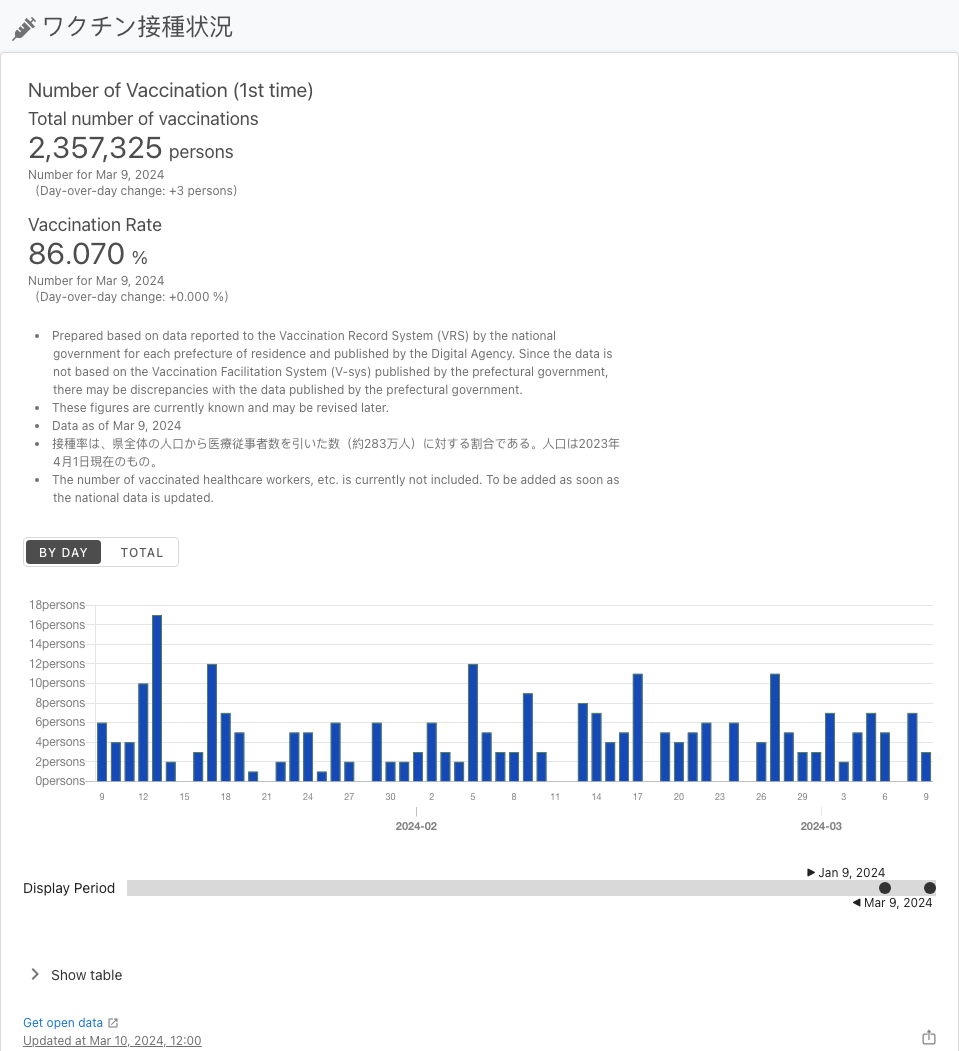 ワクチン接種状況
Number of Vaccination (1st time)
Total number of vaccinations
2,357,325 persons
Number for Mar 9, 2024
(Day-over-day change: +3 persons)
Vaccination Rate
86.070 %
Number for Mar 9, 2024
(Day-over-day change: +0.000 %)
• Prepared based on data reported to the Vaccination Record System (VRS) by the national
government for each prefecture of residence and published by the Digital Agency. Since the data is
not based on the Vaccination Facilitation System (V-sys) published by the prefectural government,
there may be discrepancies with the data published by the prefectural government.
• These figures are currently known and may be revised later.
• Data as of Mar 9, 2024
• 接種率は、県全体の人口から医療従事者数を引いた数（約283万人）に対する割合である。人口は2023年
4月1日現在のもの。
• The number of vaccinated healthcare workers, etc. is currently not included. To be added as soon as
the national data is updated.
BY DAY TOTAL
18persons
16persons
14persons
12persons
10persons
8persons
6persons
4persons
2persons
0persons
9 12 15 18 21 24 27 30 2 5 8 11 14 17 20 23 26 29 3 6 9
2024-02 2024-03
Jan 9, 2024
Display Period
Mar 9, 2024
Show table
Get open data
Updated at Mar 10, 2024, 12:00